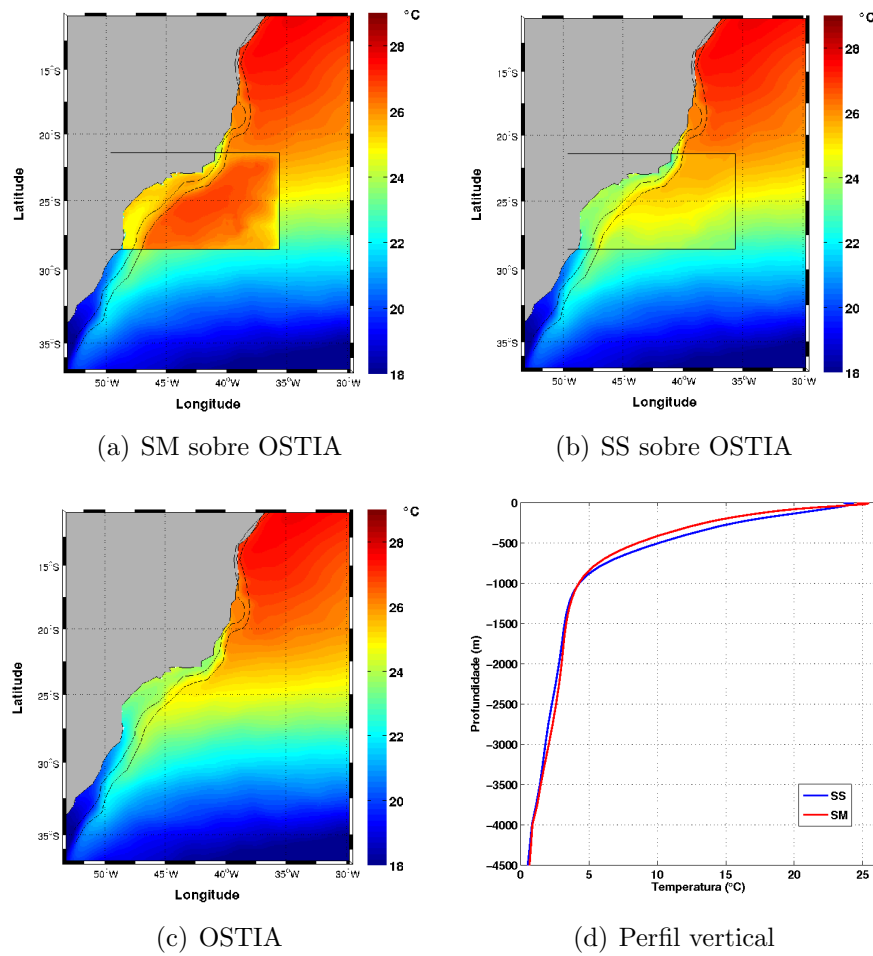 °C
28
26
24
22
20
18
15°S
20°S
25°S
30°S
35°S
Latitude
50°W
45°W
40°W
35°W
30°W
Longitude
(a) SM sobre OSTIA
°C
28
26
24
22
20
18
15°S
20°S
25°S
30°S
35°S
Latitude
50°W
45°W
40°W
35°W
30°W
Longitude
(b) SS sobre OSTIA
°C
28
26
24
22
20
18
15°S
20°S
25°S
30°S
35°S
Latitude
50°W
45°W
40°W
35°W
30°W
Longitude
(c) OSTIA
0
−500
−1000
−1500
−2000
−2500
−3000
−3500
−4000
−4500
Profundidade (m)
SS
SM
0
5
10
15
20
25
Temperatura (°C)
(d) Perfil vertical